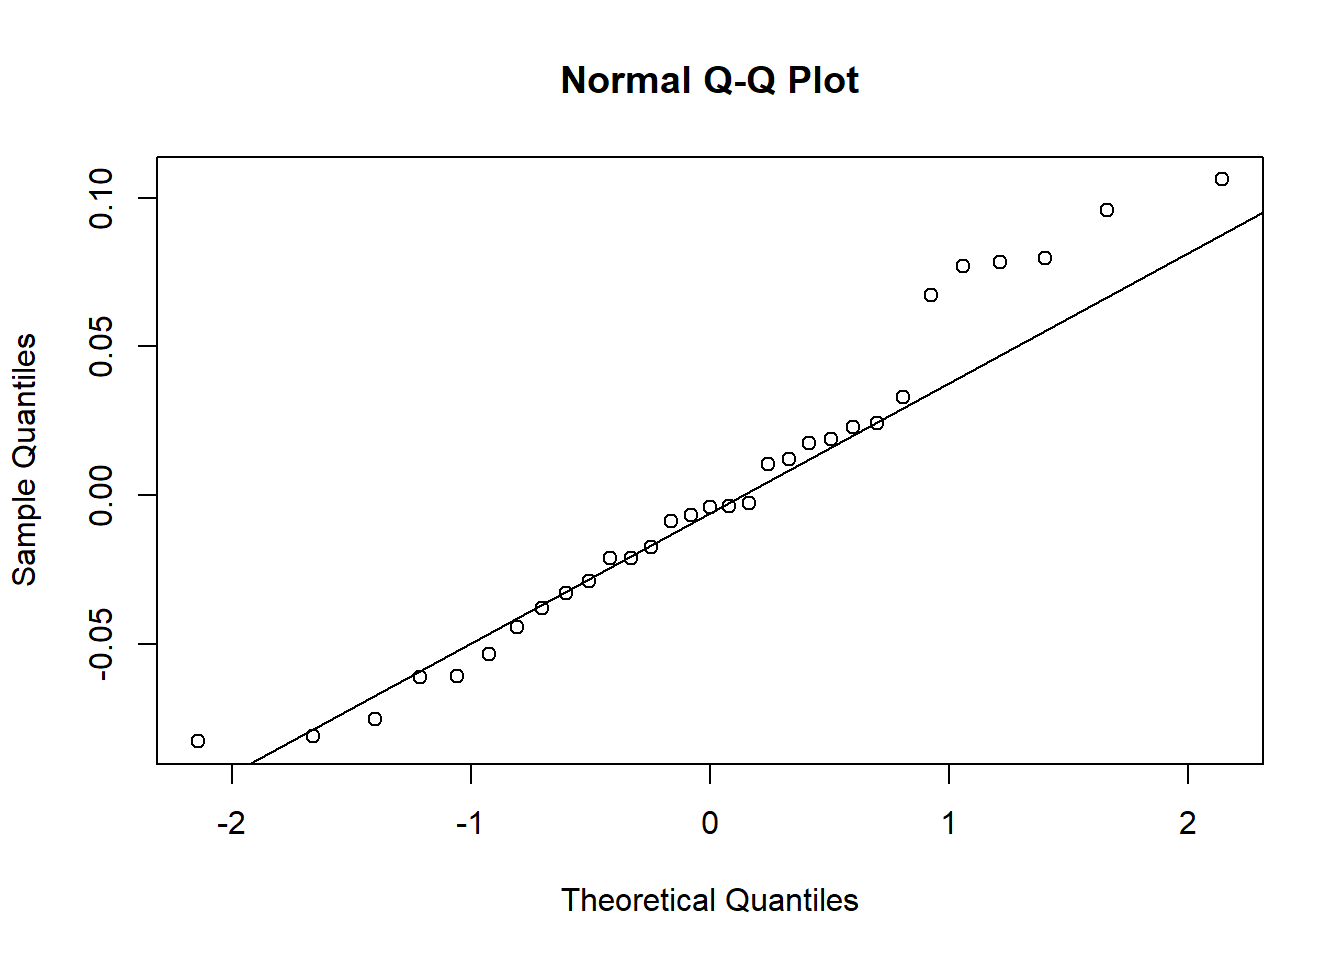 Normal Q-Q Plot
0.10
0.05
0.00
-0.05
Sample Quantiles
-2 -1 0 1 2
Theoretical Quantiles